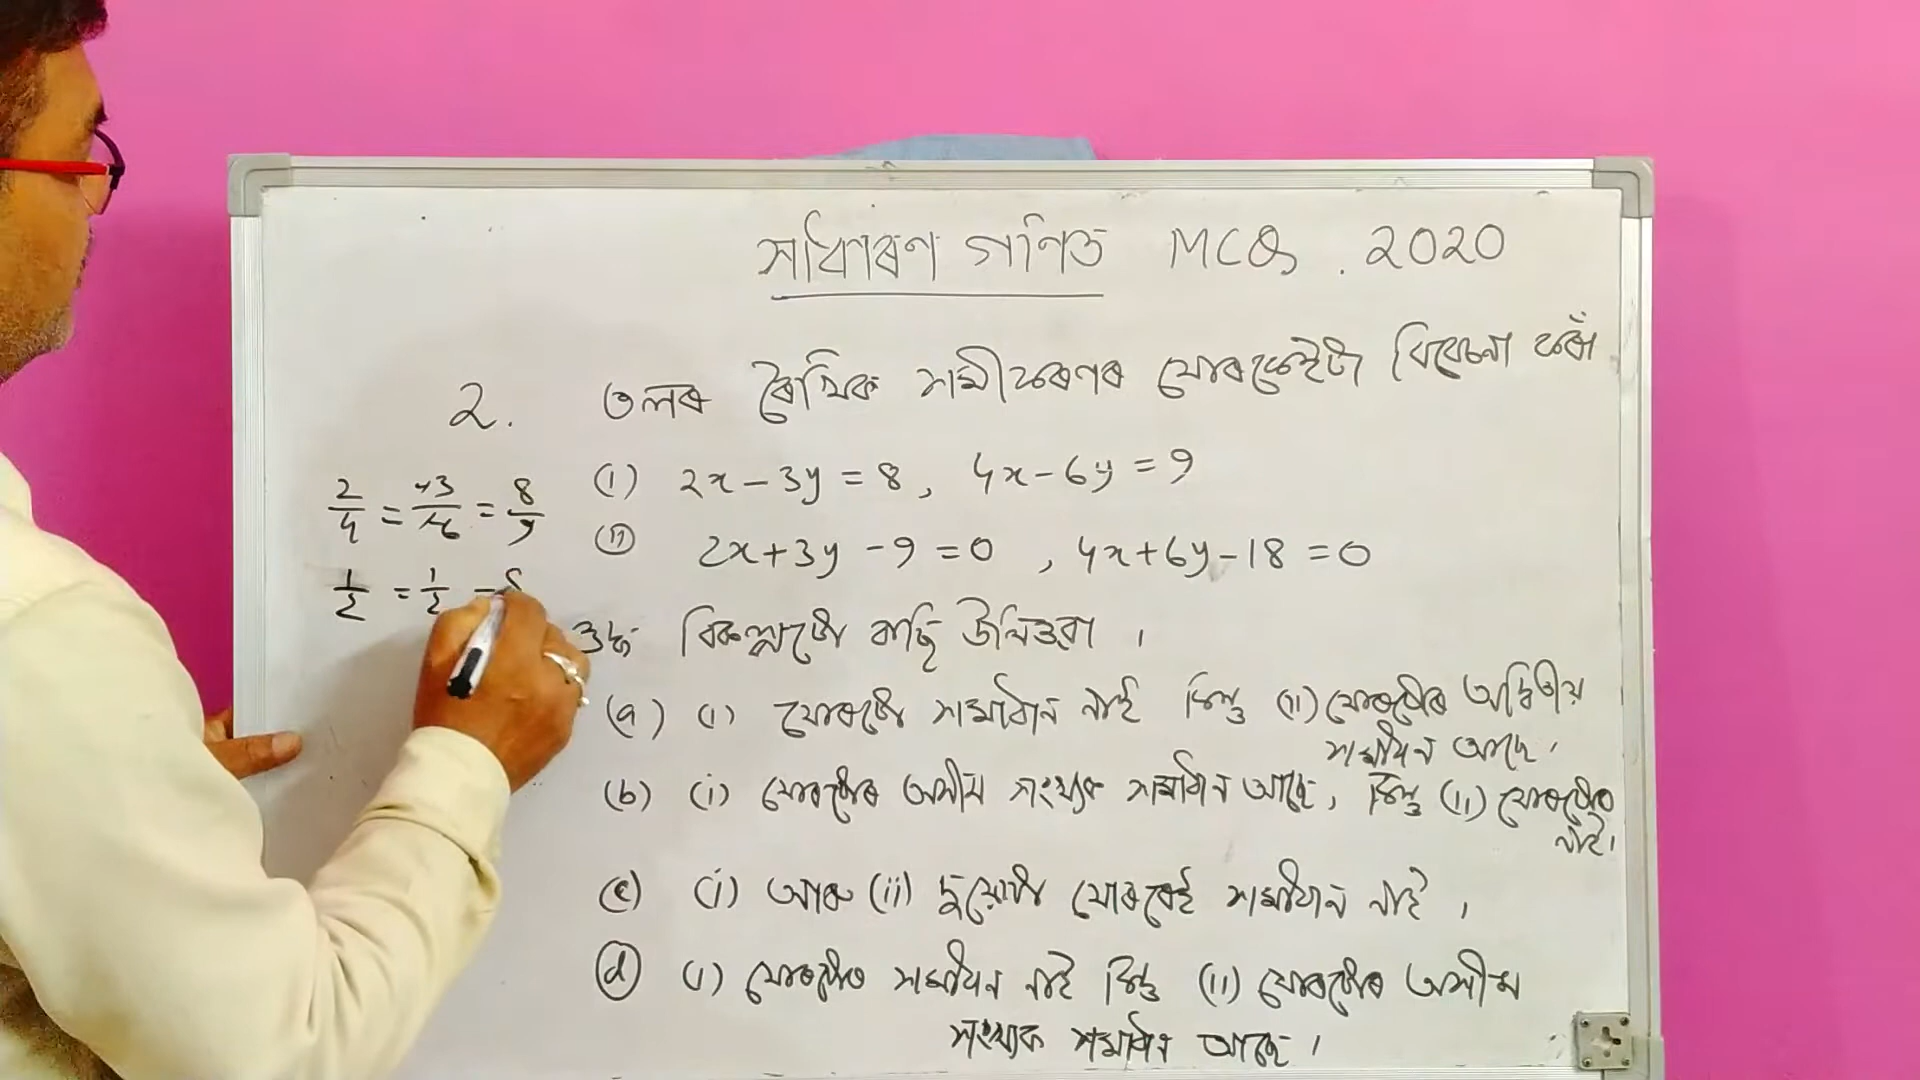 সাধাৰণ গণিত MCQ . 2020
2. তলৰ ৰৈখিক সমীকৰণৰ যোৰকেইটা বিবেচনা কৰাঁ
(i) 2x - 3y = 8, 4x - 6y = 9
(ii) 2x + 3y - 9 = 0 , 4x + 6y - 18 = 0
2/4 = -3/-6 = 8/9
1/2 = 1/2
শুদ্ধ বিকল্পটো বাছি উলিওৱা ।
(a) (i) যোৰটো সমাধান নাই কিন্তু (ii) যোৰটোৰ অদ্বিতীয়
সমাধান আছে ।
(b) (i) যোৰটোৰ অসীম সংখ্যক সমাধান আছে, কিন্তু (ii) যোৰটোৰ
নাই।
(c) (i) আৰু (ii) দুয়োটা যোৰৰেই সমাধান নাই ।
(d) (i) যোৰটোত সমাধান নাই কিন্তু (ii) যোৰটোৰ অসীম
সংখ্যক সমাধান আছে ।